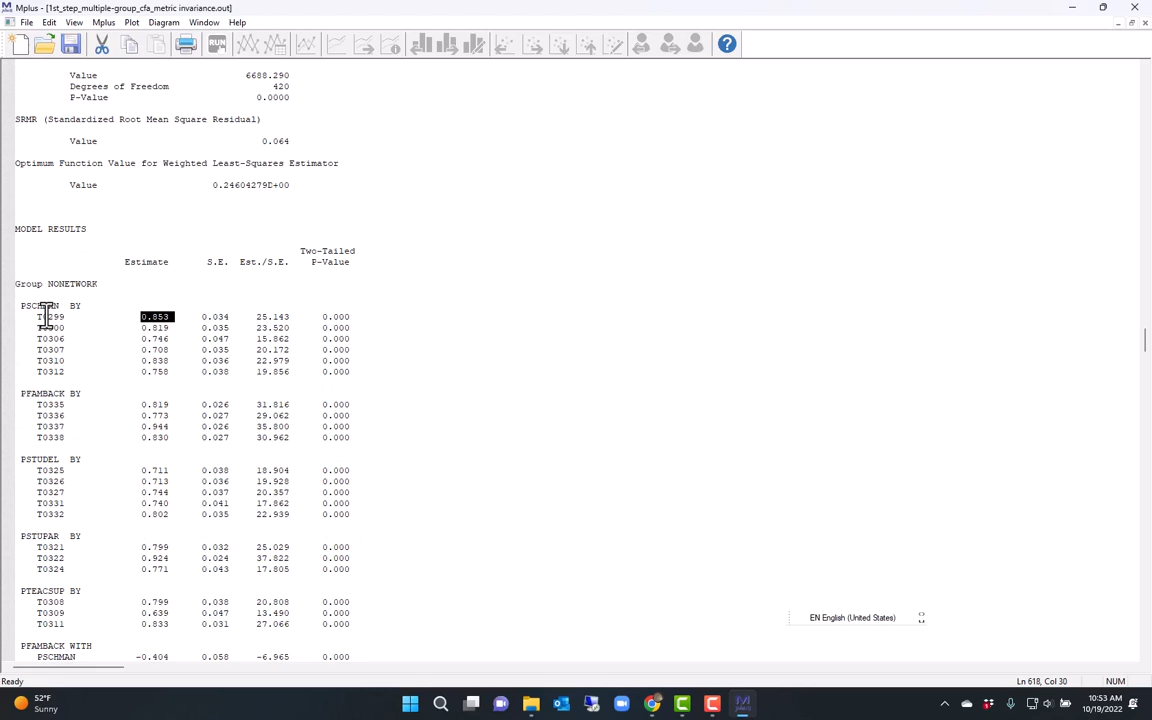 Mplus - [1st_step_multiple-group_cfa_metric invariance.out]
File Edit View Mplus Plot Diagram Window Help
RUN
Value 6688.290
Degrees of Freedom 420
P-Value 0.0000
SRMR (Standardized Root Mean Square Residual)
Value 0.064
Optimum Function Value for Weighted Least-Squares Estimator
Value 0.24604279D+00
MODEL RESULTS
Two-Tailed
Estimate S.E. Est./S.E. P-Value
Group NONETWORK
PSCHMAN BY
T0299 0.853 0.034 25.143 0.000
T0300 0.819 0.035 23.520 0.000
T0306 0.746 0.047 15.862 0.000
T0307 0.708 0.035 20.172 0.000
T0310 0.838 0.036 22.979 0.000
T0312 0.758 0.038 19.856 0.000
PFAMBACK BY
T0335 0.819 0.026 31.816 0.000
T0336 0.773 0.027 29.062 0.000
T0337 0.944 0.026 35.800 0.000
T0338 0.830 0.027 30.962 0.000
PSTUDEL BY
T0325 0.711 0.038 18.904 0.000
T0326 0.713 0.036 19.928 0.000
T0327 0.744 0.037 20.357 0.000
T0331 0.740 0.041 17.862 0.000
T0332 0.802 0.035 22.939 0.000
PSTUPAR BY
T0321 0.799 0.032 25.029 0.000
T0322 0.924 0.024 37.822 0.000
T0324 0.771 0.043 17.805 0.000
PTEACSUP BY
T0308 0.799 0.038 20.808 0.000
T0309 0.639 0.047 13.490 0.000
T0311 0.833 0.031 27.066 0.000
PFAMBACK WITH
PSCHMAN -0.404 0.058 -6.965 0.000
EN English (United States)
Ready
Ln 618, Col 30 NUM
52°F
Sunny
10:53 AM
10/19/2022